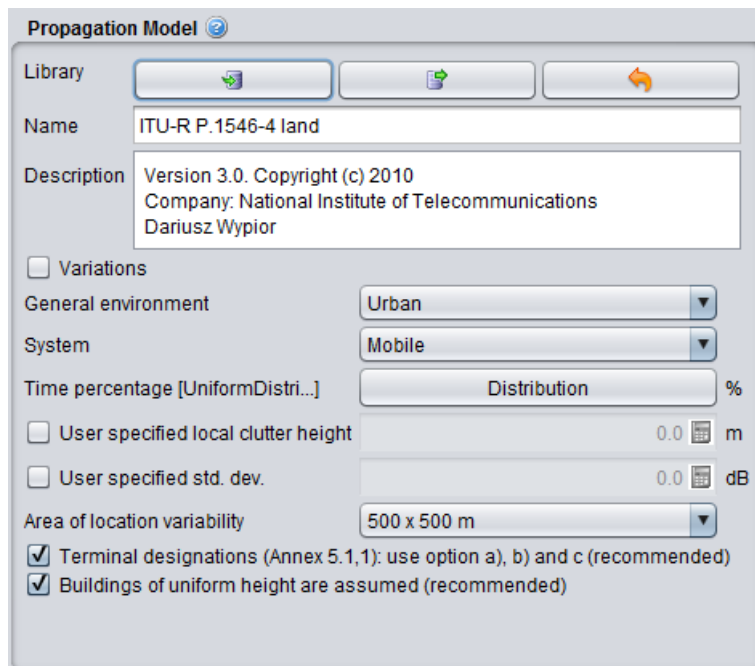 Propagation Model
Library
Name ITU-R P.1546-4 land
Description Version 3.0. Copyright (c) 2010
Company: National Institute of Telecommunications
Dariusz Wypior
Variations
General environment Urban
System Mobile
Time percentage [UniformDistri...] Distribution %
User specified local clutter height 0.0 m
User specified std. dev. 0.0 dB
Area of location variability 500 x 500 m
Terminal designations (Annex 5.1,1): use option a), b) and c (recommended)
Buildings of uniform height are assumed (recommended)